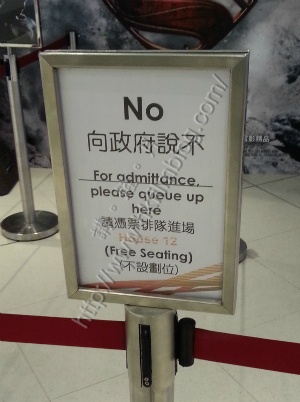 No
向政府說不
For admittance,
please queue up
here
請憑票排隊進場
House 12
(Free Seating)
(不設劃位)